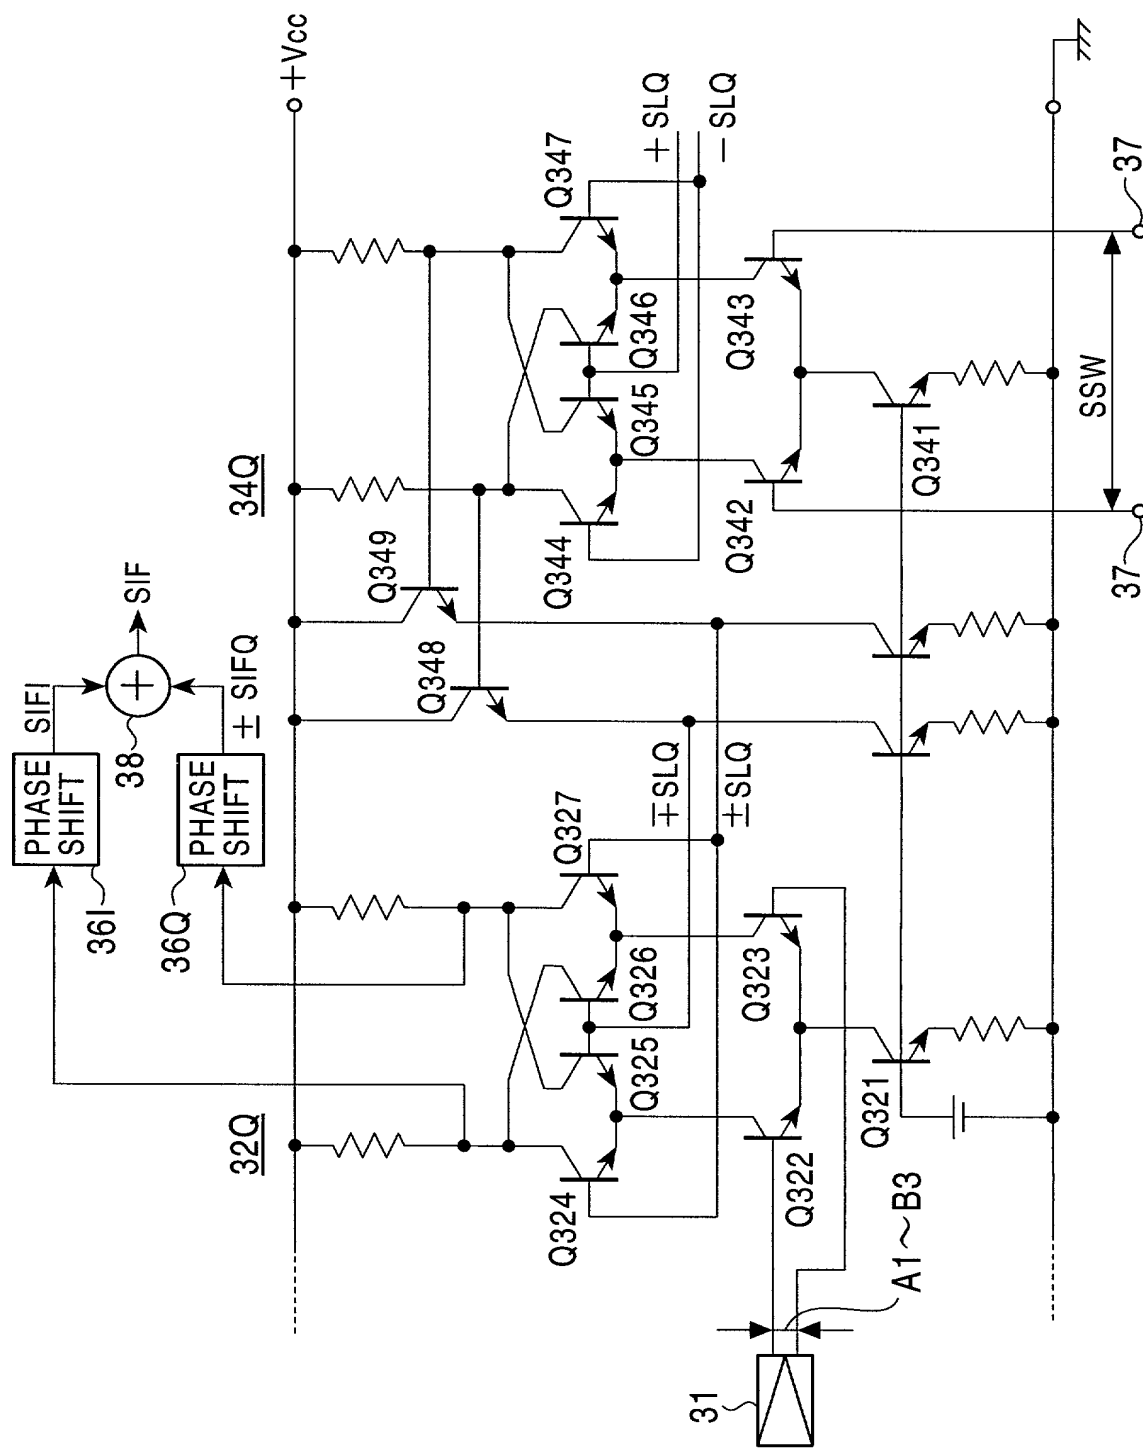 +Vcc
34Q
32Q
PHASE
SHIFT
36I
PHASE
SHIFT
36Q
SIFI
± SIFQ
38
SIF
Q349
Q348
Q347
Q346
Q345
Q344
+ SLQ
− SLQ
Q343
Q342
Q341
SSW
37
37
Q327
Q326
Q325
Q324
∓SLQ
±SLQ
Q323
Q322
Q321
31
A1~B3